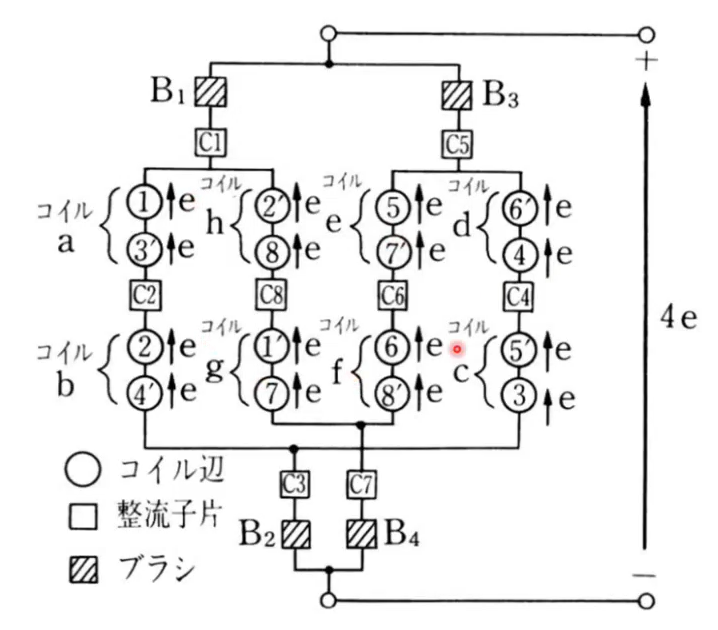 +
B₁
B₃
C1
C5
コイル
a
1
e
3′
e
コイル
h
2′
e
8
e
コイル
e
5
e
7′
e
コイル
d
6′
e
4
e
C2
C8
C6
C4
4e
コイル
b
2
e
4′
e
コイル
g
1′
e
7
e
コイル
f
6
e
8′
e
コイル
c
5′
e
3
e
コイル辺
整流子片
ブラシ
C3
C7
B₂
B₄
−